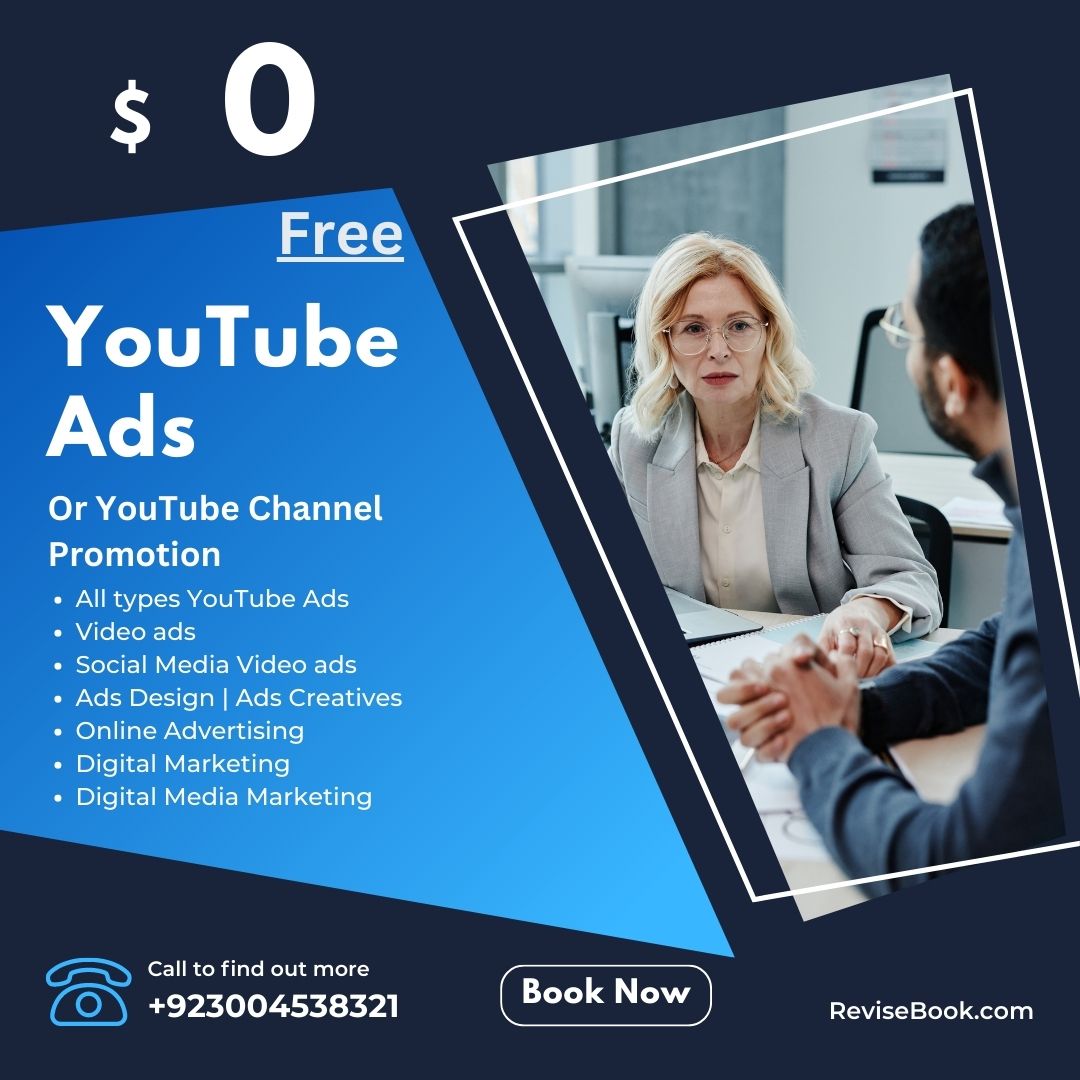 $ 0
Free
YouTube
Ads
Or YouTube Channel
Promotion
• All types YouTube Ads
• Video ads
• Social Media Video ads
• Ads Design | Ads Creatives
• Online Advertising
• Digital Marketing
• Digital Media Marketing
Call to find out more
+923004538321
Book Now
ReviseBook.com